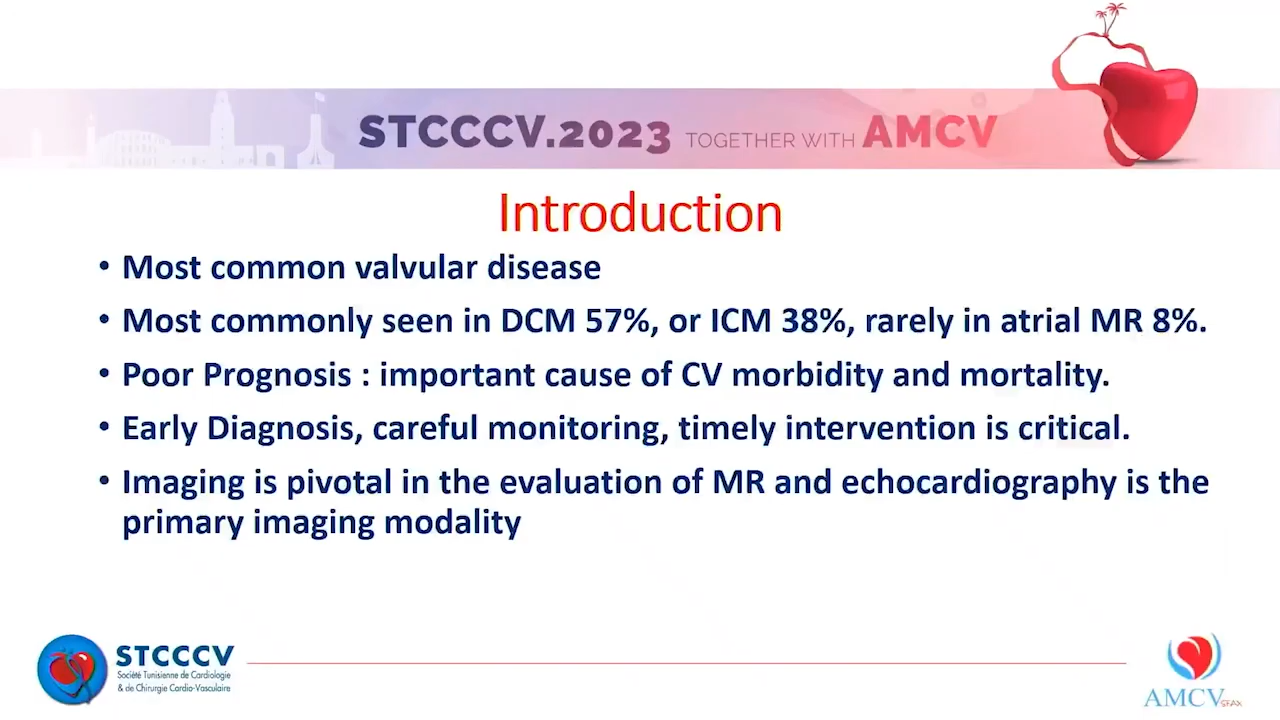 STCCCV.2023 TOGETHER WITH AMCV
Introduction
• Most common valvular disease
• Most commonly seen in DCM 57%, or ICM 38%, rarely in atrial MR 8%.
• Poor Prognosis : important cause of CV morbidity and mortality.
• Early Diagnosis, careful monitoring, timely intervention is critical.
• Imaging is pivotal in the evaluation of MR and echocardiography is the
primary imaging modality
STCCCV
Société Tunisienne de Cardiologie
& de Chirurgie Cardio-Vasculaire
AMCV SFAX